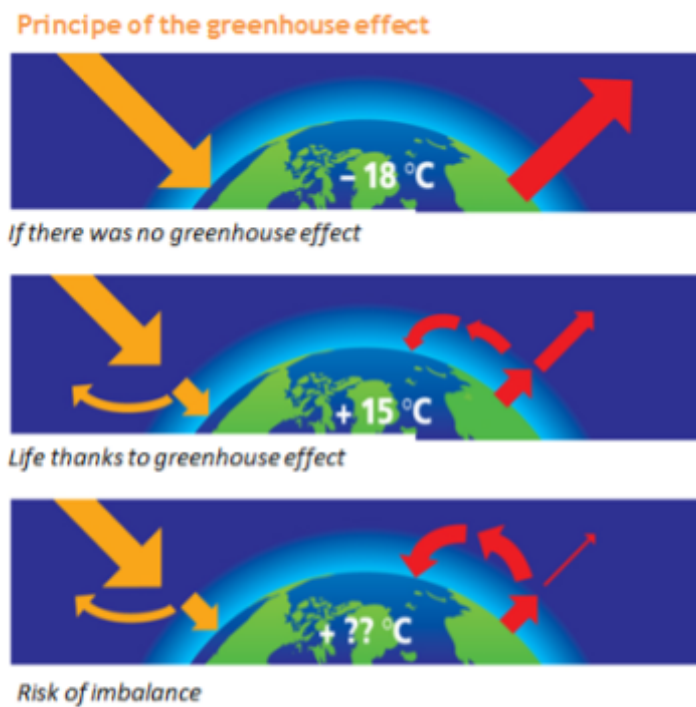 Principe of the greenhouse effect
– 18 °C
If there was no greenhouse effect
+ 15 °C
Life thanks to greenhouse effect
+ ?? °C
Risk of imbalance